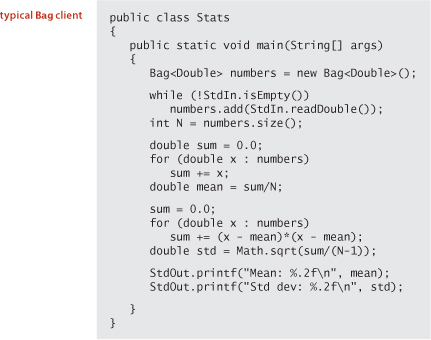 typical Bag client
public class Stats
{
public static void main(String[] args)
{
Bag<Double> numbers = new Bag<Double>();
while (!StdIn.isEmpty())
numbers.add(StdIn.readDouble());
int N = numbers.size();
double sum = 0.0;
for (double x : numbers)
sum += x;
double mean = sum/N;
sum = 0.0;
for (double x : numbers)
sum += (x - mean)*(x - mean);
double std = Math.sqrt(sum/(N-1));
StdOut.printf("Mean: %.2f\n", mean);
StdOut.printf("Std dev: %.2f\n", std);
}
}